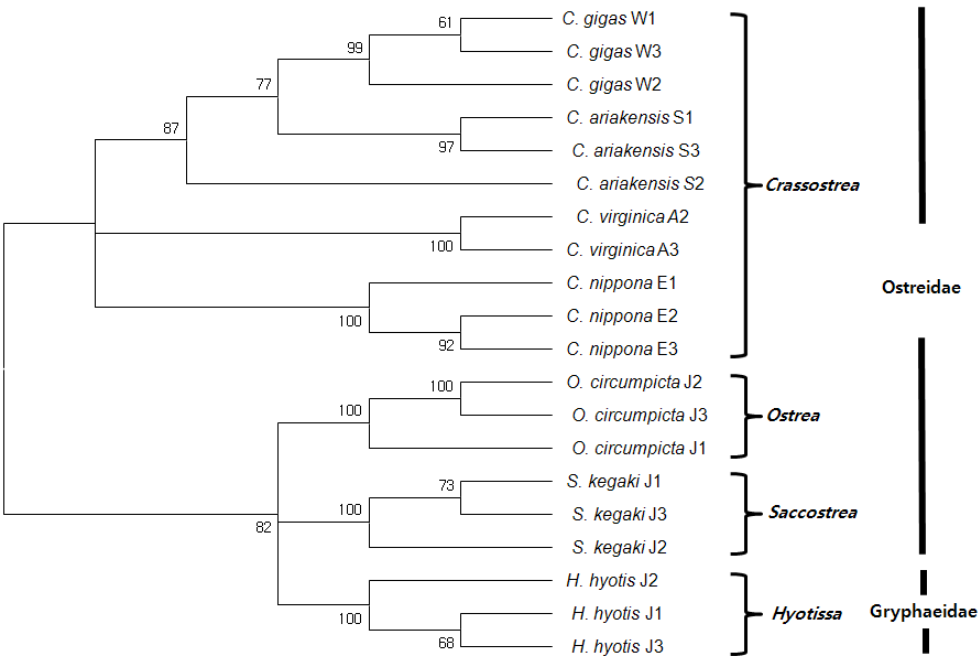 61
C. gigas W1
99
C. gigas W3
77
C. gigas W2
87
C. ariakensis S1
97
C. ariakensis S3
C. ariakensis S2
Crassostrea
C. virginica A2
100
C. virginica A3
C. nippona E1
Ostreidae
100
C. nippona E2
92
C. nippona E3
100
O. circumpicta J2
100
O. circumpicta J3
Ostrea
O. circumpicta J1
73
S. kegaki J1
100
S. kegaki J3
Saccostrea
82
S. kegaki J2
H. hyotis J2
100
H. hyotis J1
Hyotissa
Gryphaeidae
68
H. hyotis J3